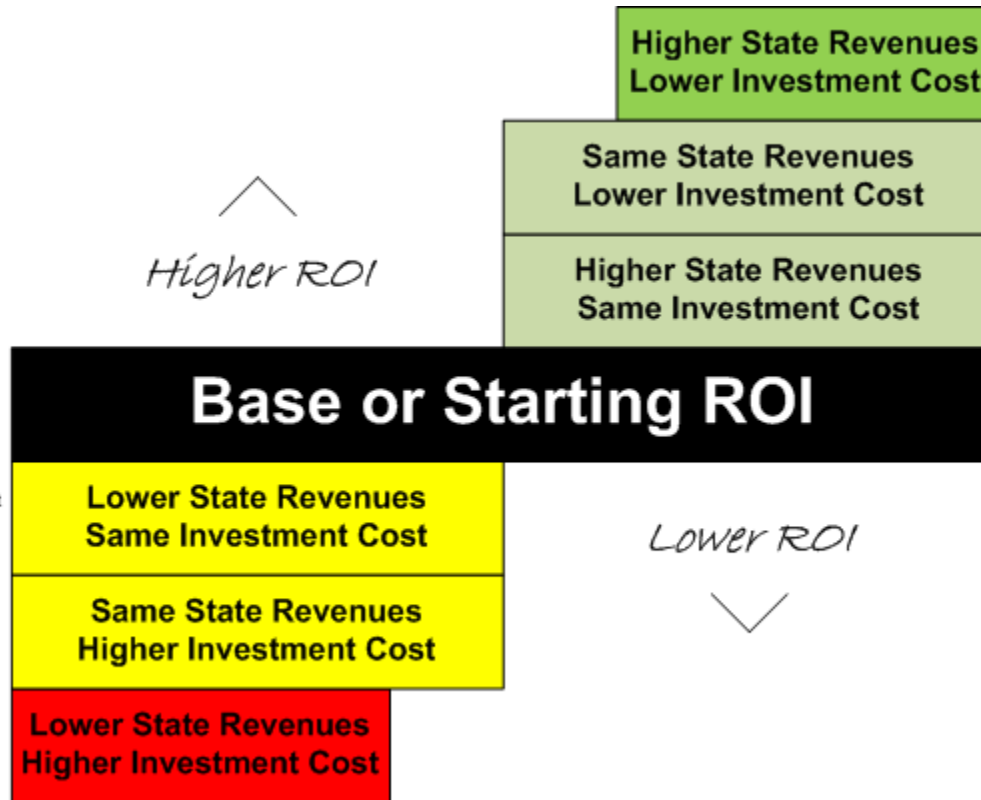 Higher State Revenues
Lower Investment Cost
Same State Revenues
Lower Investment Cost
Higher ROI
Higher State Revenues
Same Investment Cost
Base or Starting ROI
Lower State Revenues
Same Investment Cost
Lower ROI
Same State Revenues
Higher Investment Cost
Lower State Revenues
Higher Investment Cost